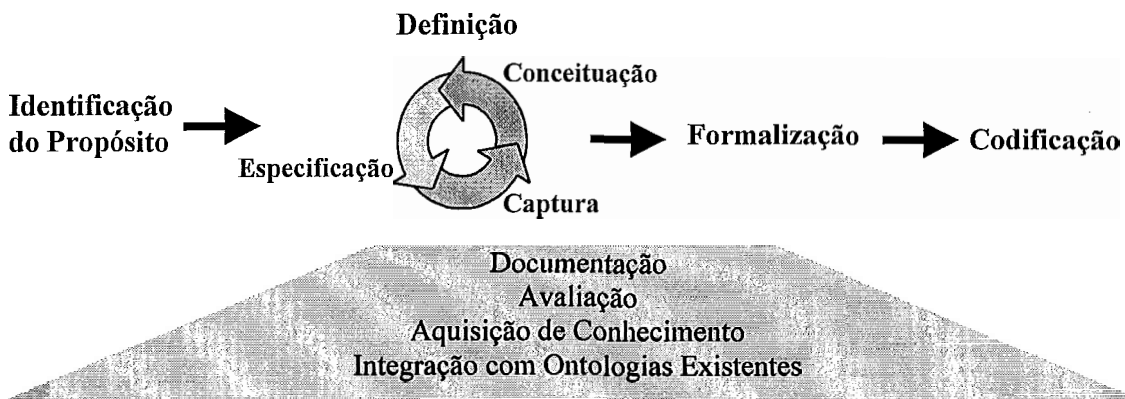 Definição
Conceituação
Identificação
do Propósito
Formalização
Codificação
Especificação
Captura
Documentação
Avaliação
Aquisição de Conhecimento
Integração com Ontologias Existentes